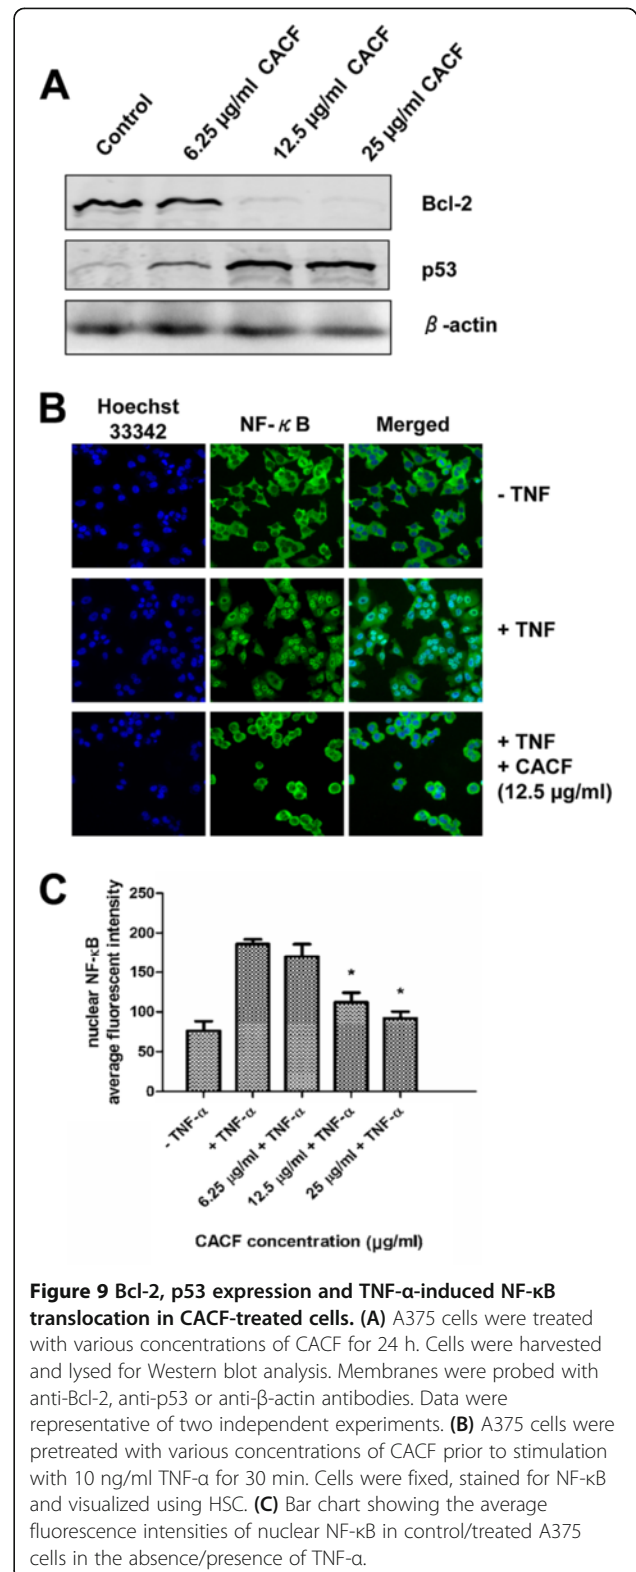 A
Control
6.25 µg/ml CACF
12.5 µg/ml CACF
25 µg/ml CACF
Bcl-2
p53
β-actin
B
Hoechst
33342
NF-κB
Merged
- TNF
+ TNF
+ TNF
+ CACF
(12.5 µg/ml)
C
nuclear NF-κB
average fluorescent intensity
250
200
150
100
50
0
*
*
- TNF-α
+ TNF-α
6.25 µg/ml + TNF-α
12.5 µg/ml + TNF-α
25 µg/ml + TNF-α
CACF concentration (µg/ml)
Figure 9 Bcl-2, p53 expression and TNF-α-induced NF-κB
translocation in CACF-treated cells. (A) A375 cells were treated
with various concentrations of CACF for 24 h. Cells were harvested
and lysed for Western blot analysis. Membranes were probed with
anti-Bcl-2, anti-p53 or anti-β-actin antibodies. Data were
representative of two independent experiments. (B) A375 cells were
pretreated with various concentrations of CACF prior to stimulation
with 10 ng/ml TNF-α for 30 min. Cells were fixed, stained for NF-κB
and visualized using HSC. (C) Bar chart showing the average
fluorescence intensities of nuclear NF-κB in control/treated A375
cells in the absence/presence of TNF-α.